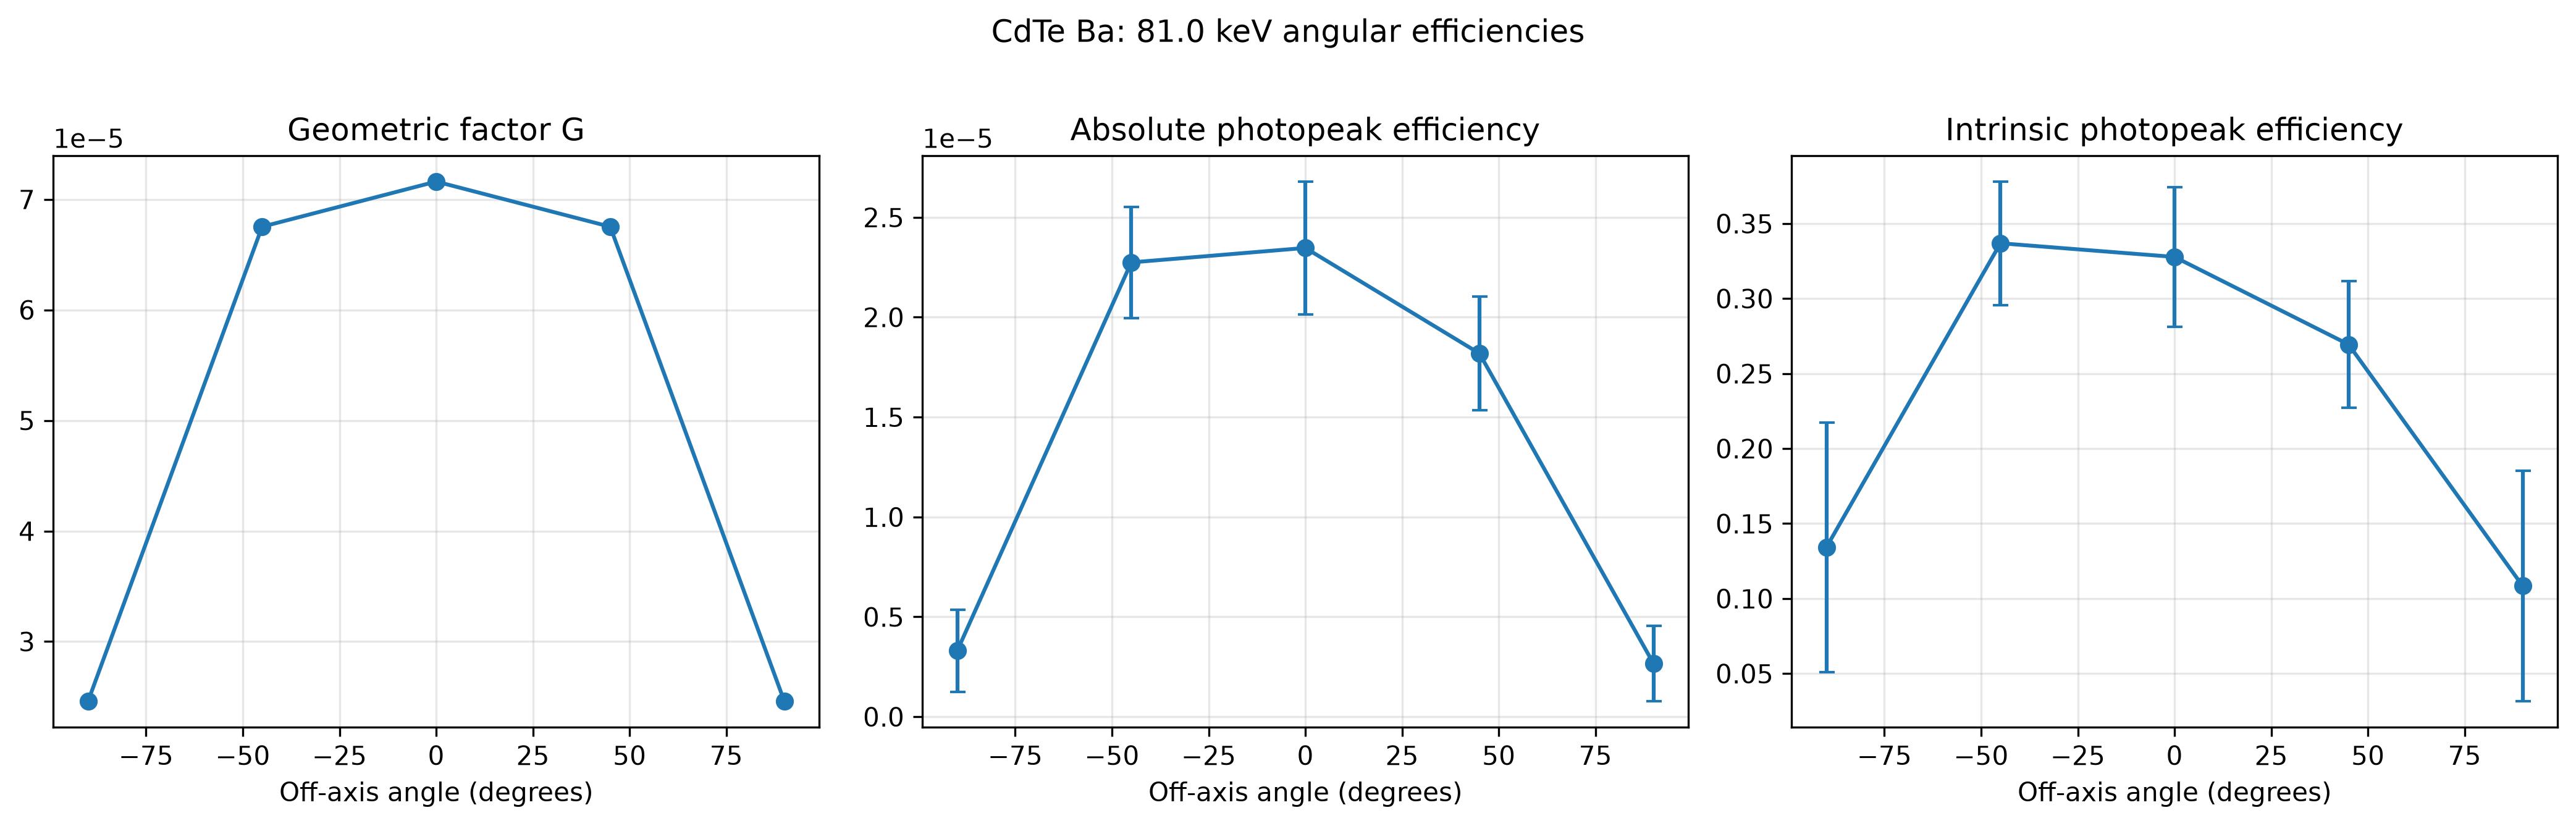 CdTe Ba: 81.0 keV angular efficiencies
Geometric factor G
1e−5
7
6
5
4
3
−75 −50 −25 0 25 50 75
Off-axis angle (degrees)
Absolute photopeak efficiency
1e−5
2.5
2.0
1.5
1.0
0.5
0.0
−75 −50 −25 0 25 50 75
Off-axis angle (degrees)
Intrinsic photopeak efficiency
0.35
0.30
0.25
0.20
0.15
0.10
0.05
−75 −50 −25 0 25 50 75
Off-axis angle (degrees)